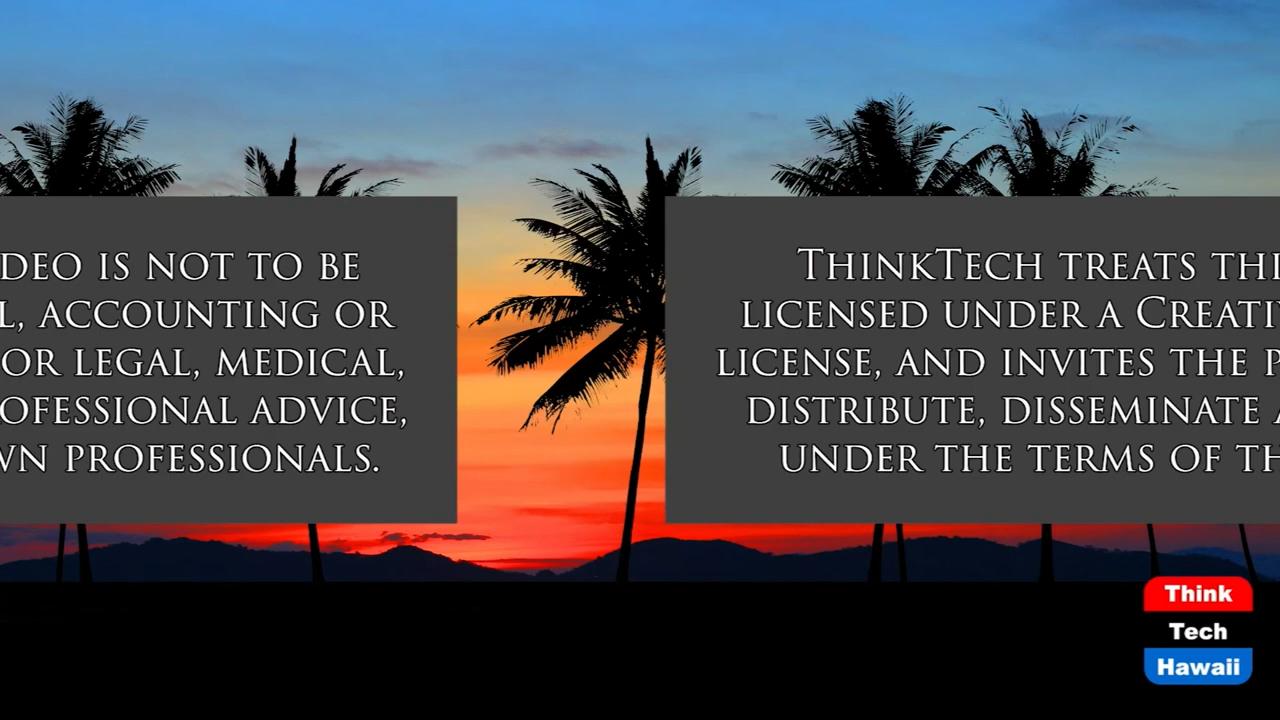 DEO IS NOT TO BE
L, ACCOUNTING OR
OR LEGAL, MEDICAL,
OFESSIONAL ADVICE,
WN PROFESSIONALS.
THINKTECH TREATS THI
LICENSED UNDER A CREATI
LICENSE, AND INVITES THE P
DISTRIBUTE, DISSEMINATE A
UNDER THE TERMS OF TH
Think
Tech
Hawaii